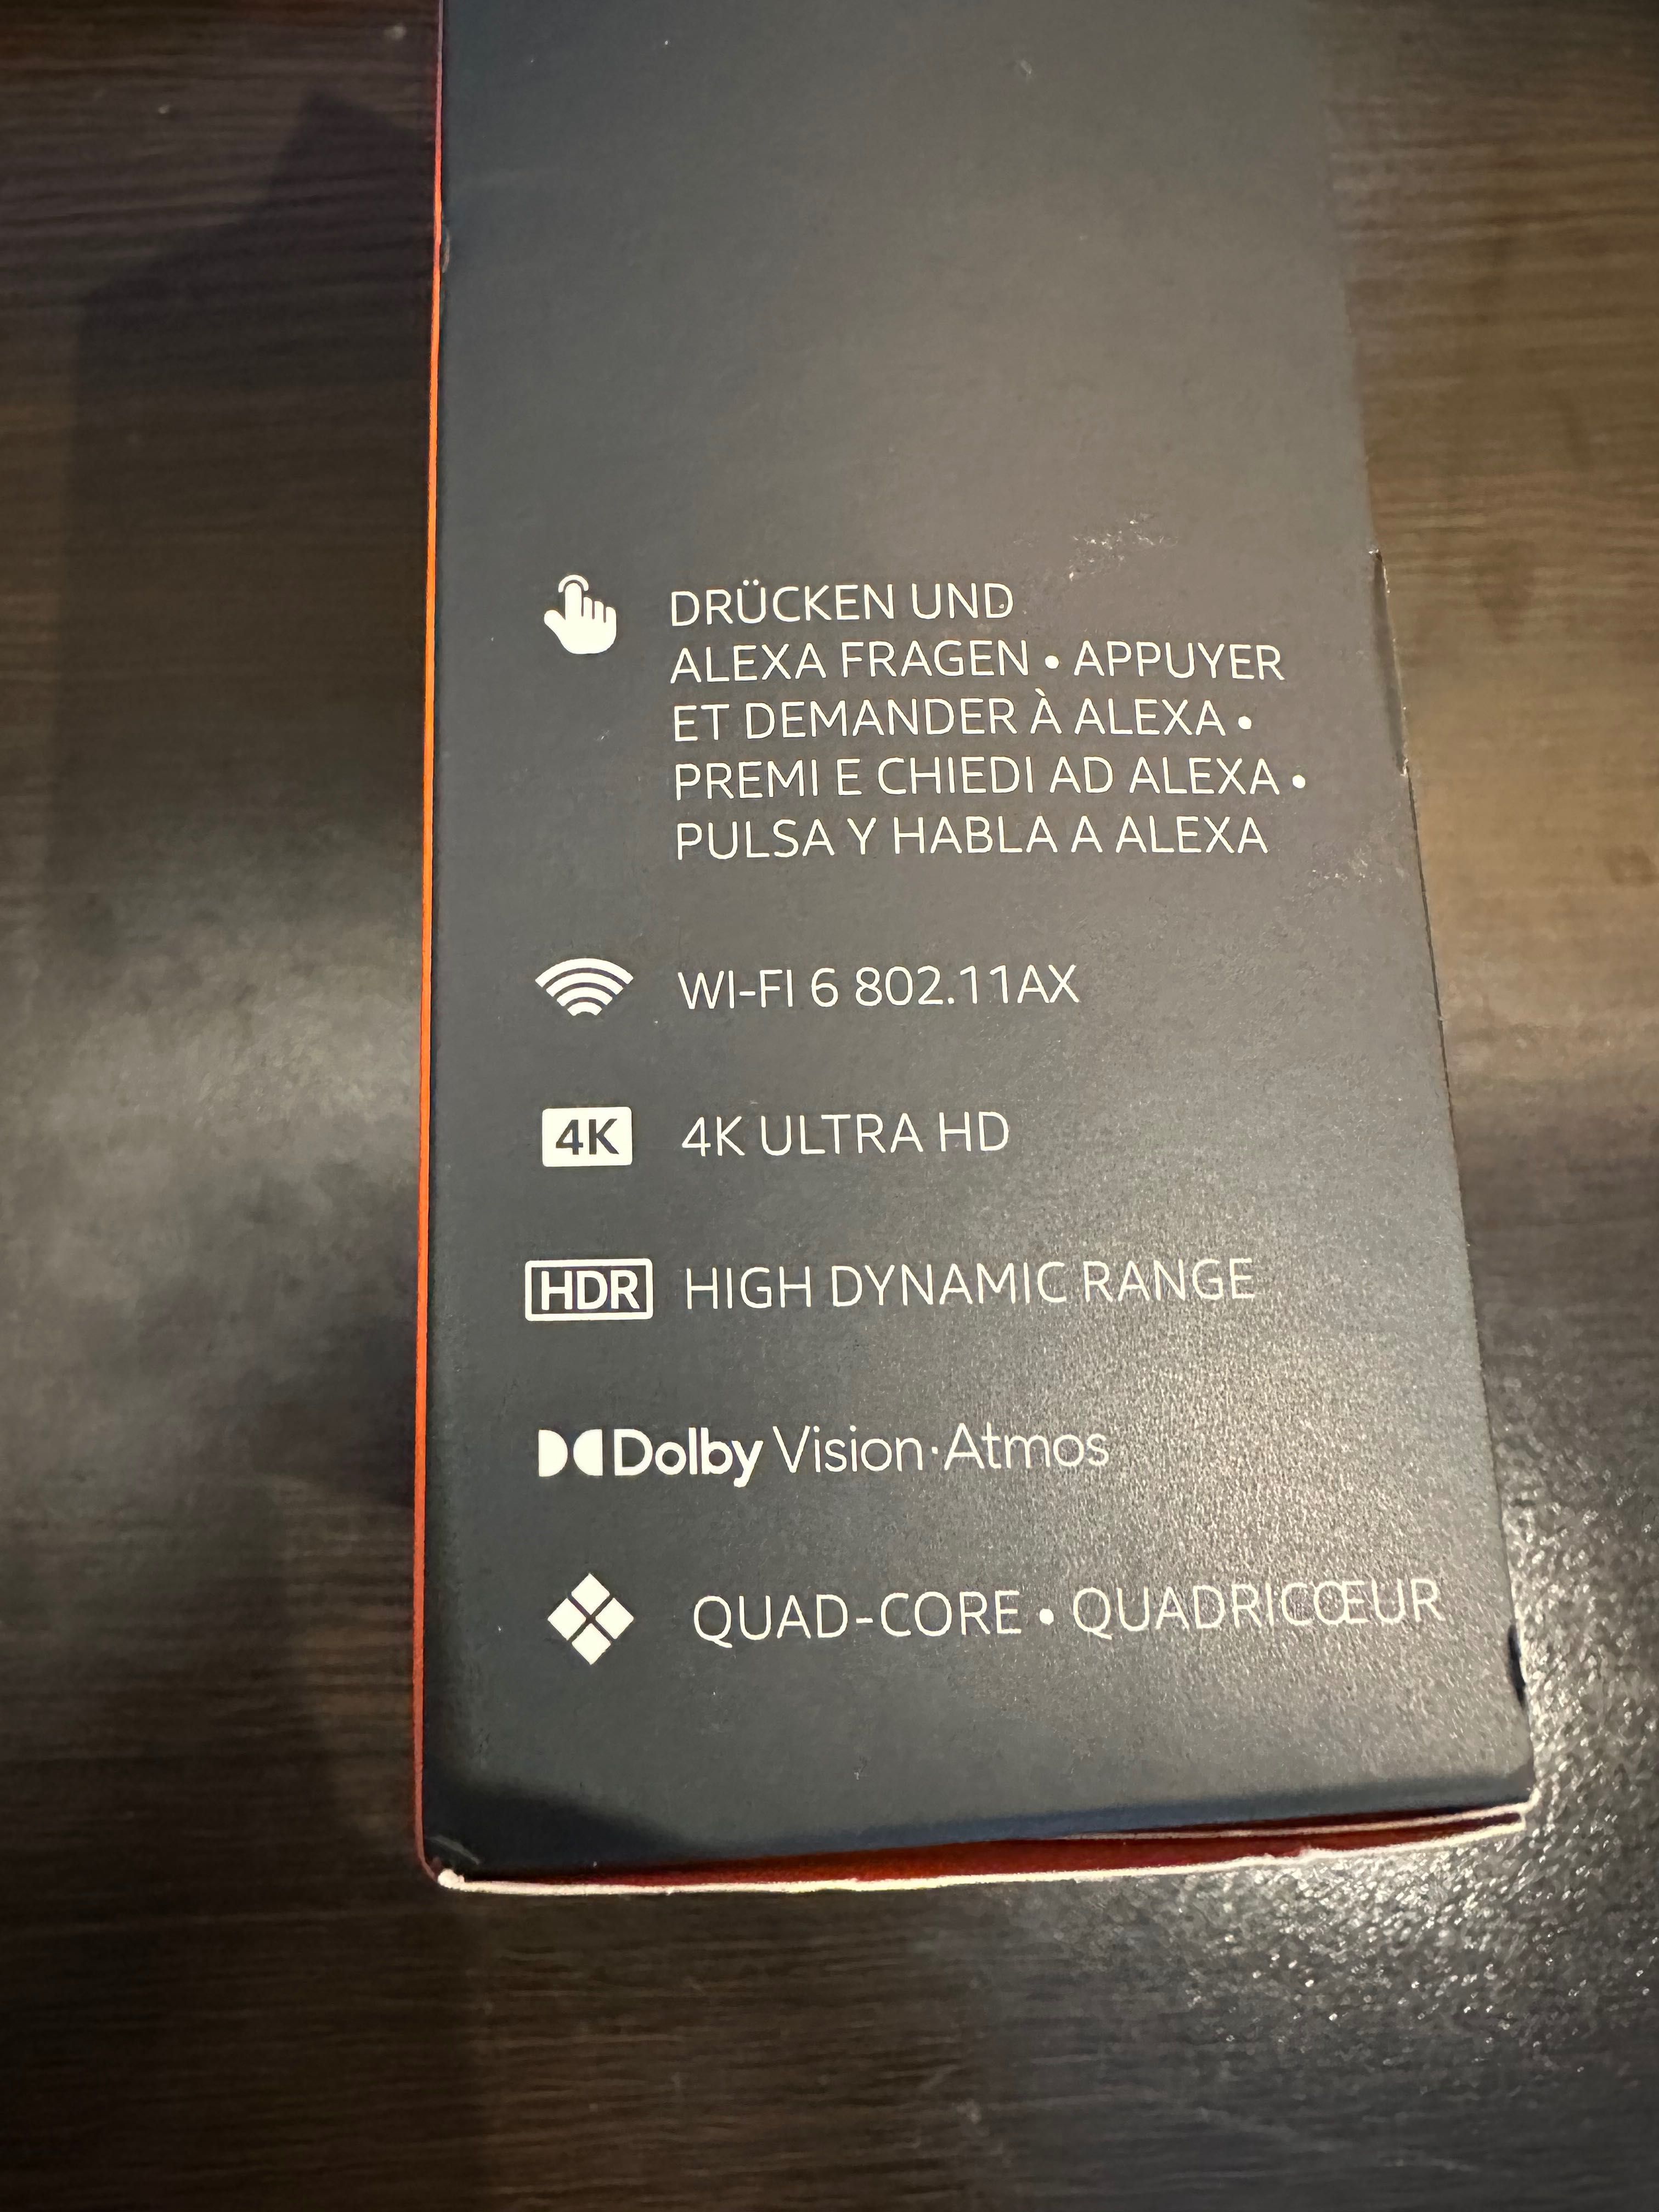 DRÜCKEN UND
ALEXA FRAGEN • APPUYER
ET DEMANDER À ALEXA •
PREMI E CHIEDI AD ALEXA •
PULSA Y HABLA A ALEXA
WI-FI 6 802.11AX
4K 4K ULTRA HD
HDR HIGH DYNAMIC RANGE
Dolby Vision·Atmos
QUAD-CORE • QUADRICŒUR